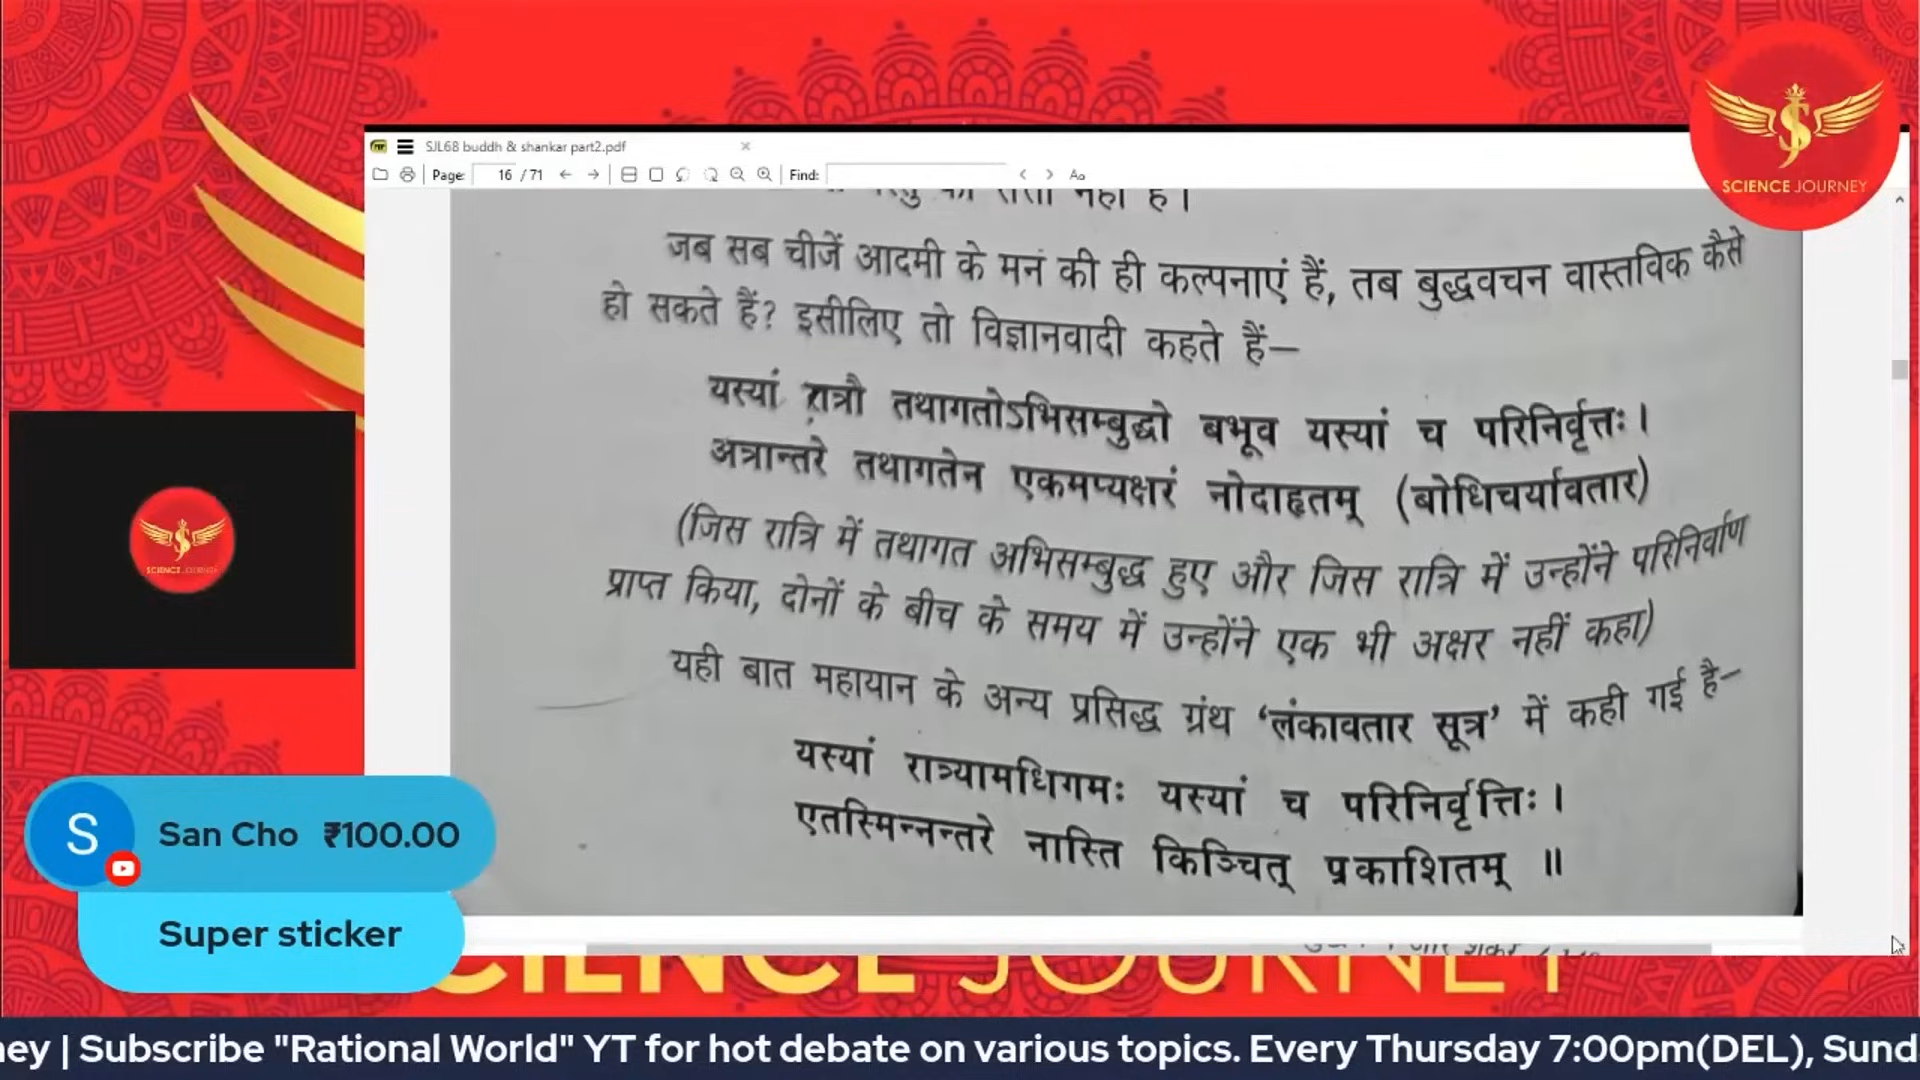 SCIENCE JOURNEY
SJL68 buddh & shankar part2.pdf
Page: 16 / 71 Find:
जब सब चीजें आदमी के मन की ही कल्पनाएं हैं, तब बुद्धवचन वास्तविक कैसे
हो सकते हैं? इसीलिए तो विज्ञानवादी कहते हैं—
यस्यां रात्रौ तथागतोऽभिसम्बुद्धो बभूव यस्यां च परिनिर्वृत्तः।
अत्रान्तरे तथागतेन एकमप्यक्षरं नोदाहृतम् (बोधिचर्यावतार)
(जिस रात्रि में तथागत अभिसम्बुद्ध हुए और जिस रात्रि में उन्होंने परिनिर्वाण
प्राप्त किया, दोनों के बीच के समय में उन्होंने एक भी अक्षर नहीं कहा)
यही बात महायान के अन्य प्रसिद्ध ग्रंथ ‘लंकावतार सूत्र’ में कही गई है—
यस्यां रात्र्यामधिगमः यस्यां च परिनिर्वृत्तिः।
एतस्मिन्नन्तरे नास्ति किञ्चित् प्रकाशितम् ॥
SCIENCE JOURNEY
S San Cho ₹100.00
Super sticker
SCIENCE JOURNEY
ney | Subscribe "Rational World" YT for hot debate on various topics. Every Thursday 7:00pm(DEL), Sund